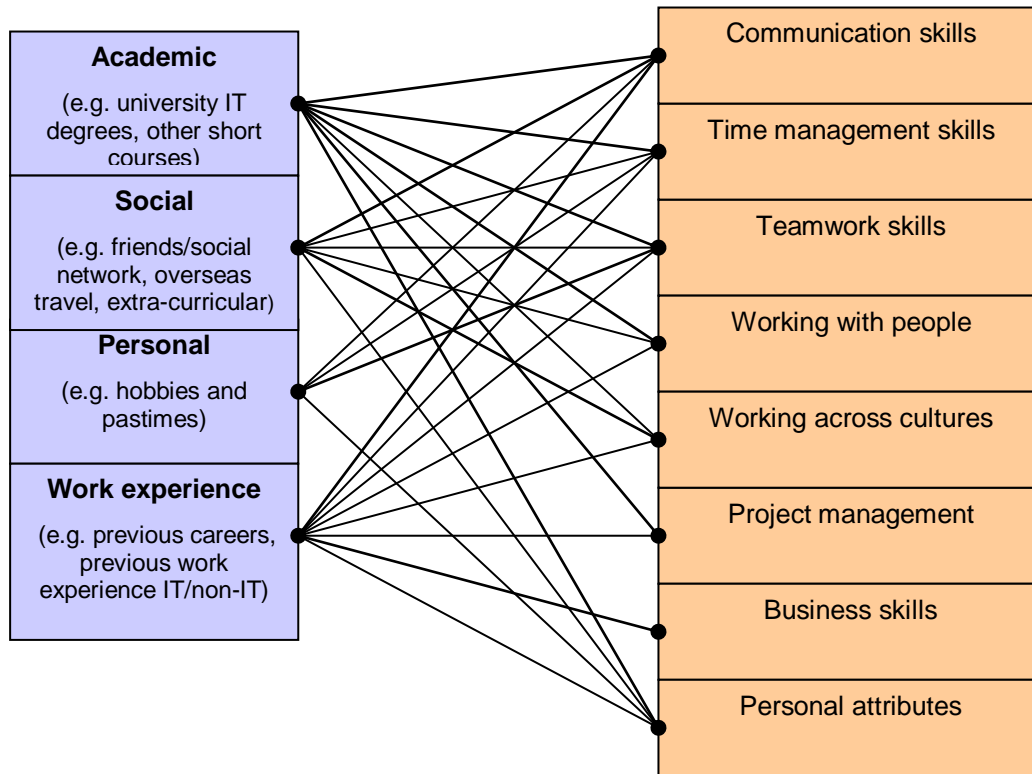 Academic
(e.g. university IT
degrees, other short
courses)
Social
(e.g. friends/social
network, overseas
travel, extra-curricular)
Personal
(e.g. hobbies and
pastimes)
Work experience
(e.g. previous careers,
previous work
experience IT/non-IT)
Communication skills
Time management skills
Teamwork skills
Working with people
Working across cultures
Project management
Business skills
Personal attributes